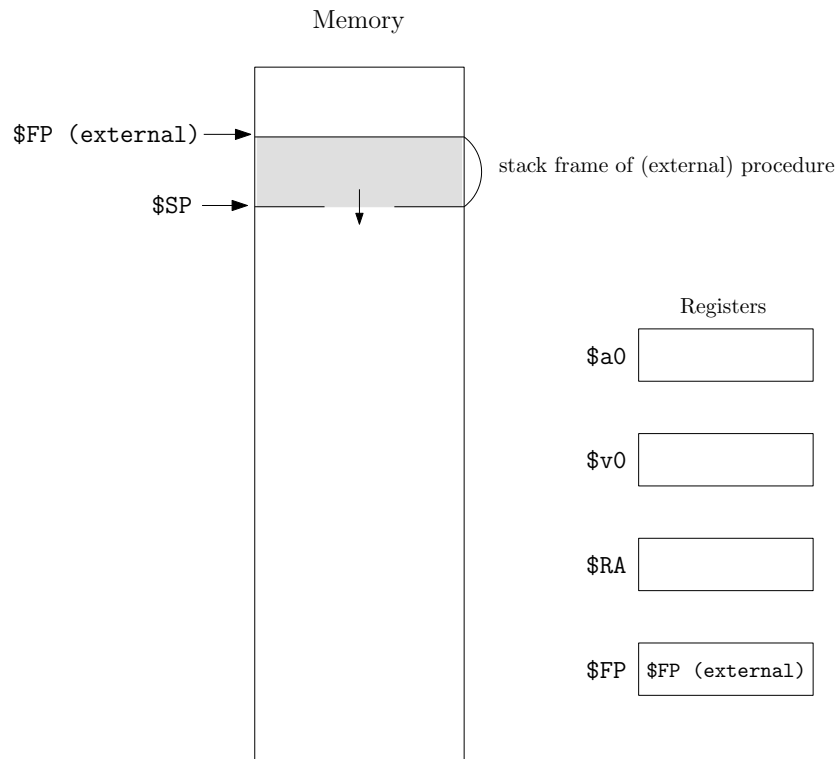 Memory
$FP (external)
stack frame of (external) procedure
$SP
Registers
$a0
$v0
$RA
$FP
$FP (external)